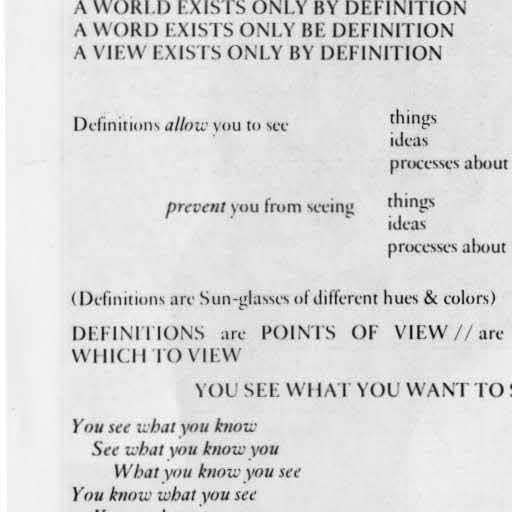 A WORLD EXISTS ONLY BY DEFINITION
A WORD EXISTS ONLY BE DEFINITION
A VIEW EXISTS ONLY BY DEFINITION
Definitions allow you to see
things
ideas
processes about
prevent you from seeing
things
ideas
processes about
(Definitions are Sun-glasses of different hues & colors)
DEFINITIONS are POINTS OF VIEW // are
WHICH TO VIEW
YOU SEE WHAT YOU WANT TO
You see what you know
See what you know you
What you know you see
You know what you see